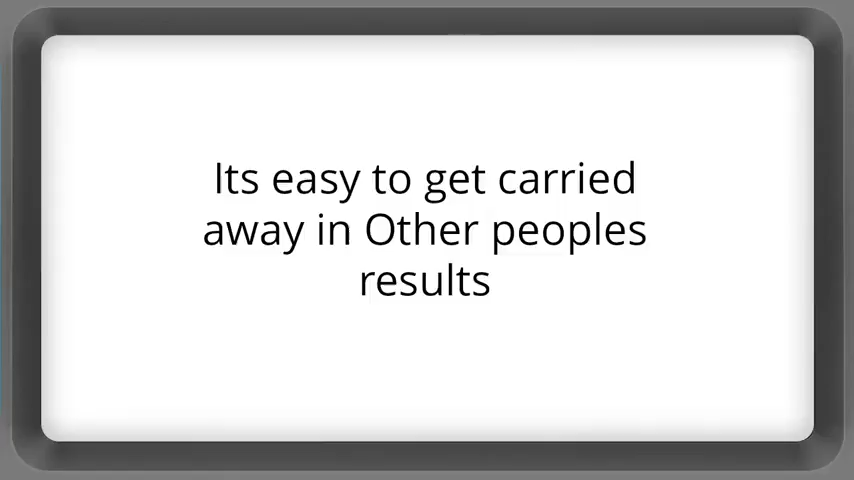 Its easy to get carried
away in Other peoples
results